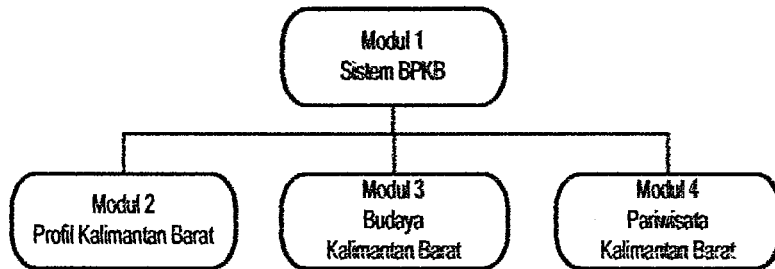 Modul 1
Sistem BPKB
Modul 2
Profil Kalimantan Barat
Modul 3
Budaya
Kalimantan Barat
Modul 4
Pariwisata
Kalimantan Barat